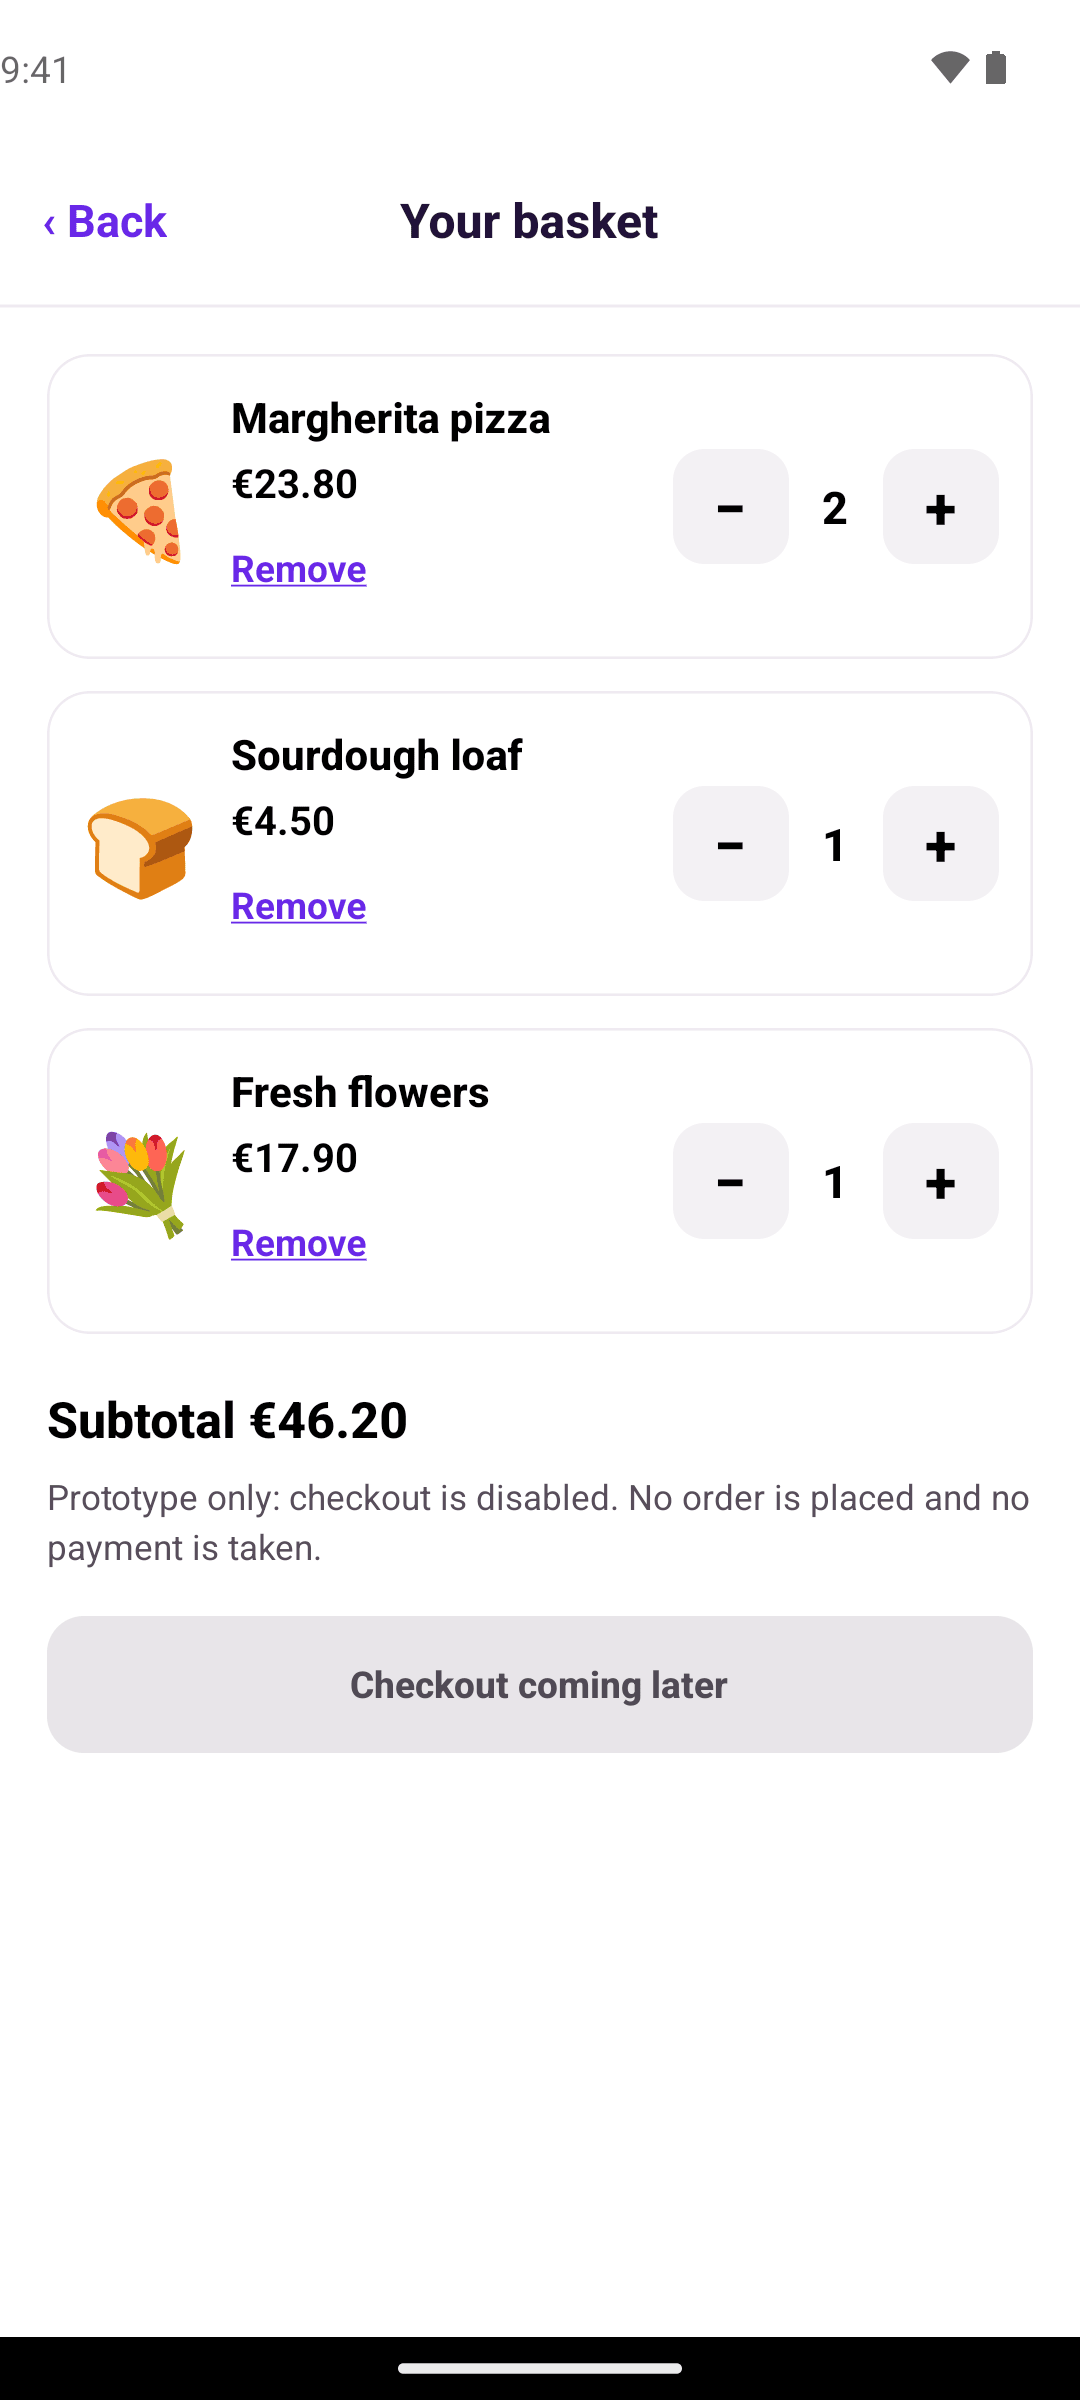 9:41
‹ Back
Your basket
Margherita pizza
€23.80
Remove
− 2 +
Sourdough loaf
€4.50
Remove
− 1 +
Fresh flowers
€17.90
Remove
− 1 +
Subtotal €46.20
Prototype only: checkout is disabled. No order is placed and no
payment is taken.
Checkout coming later